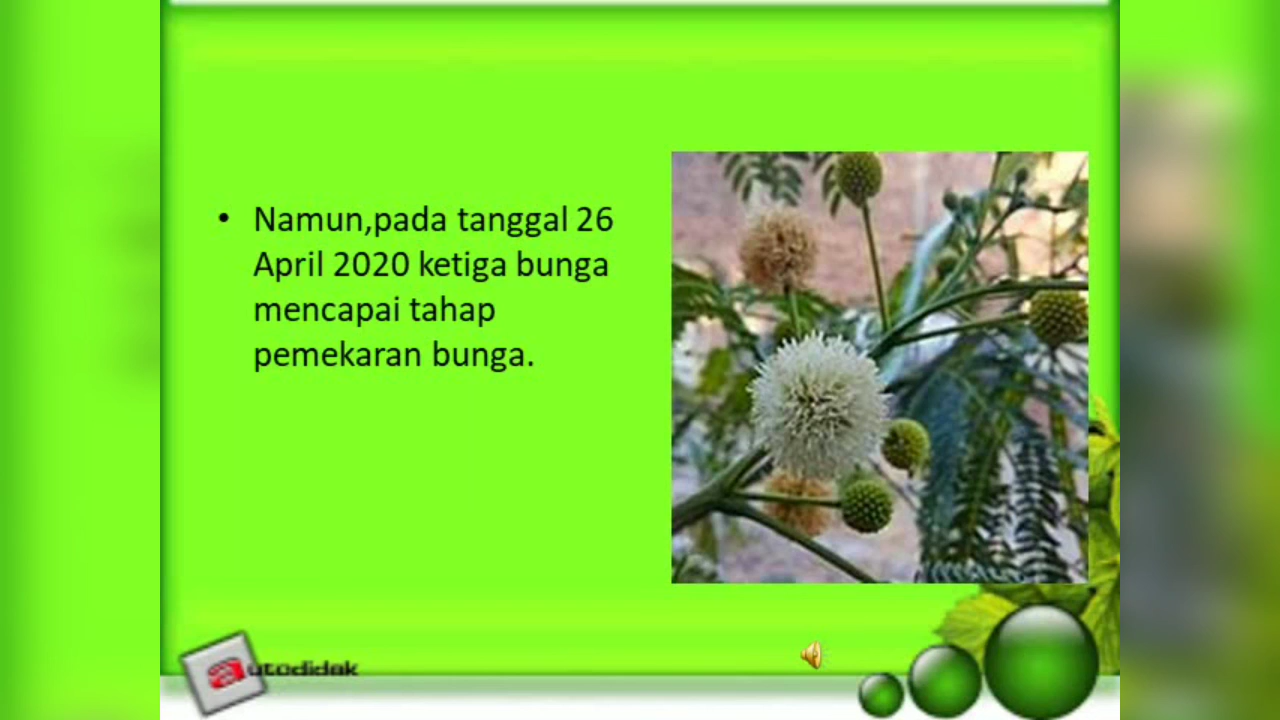 • Namun,pada tanggal 26
April 2020 ketiga bunga
mencapai tahap
pemekaran bunga.
utodidak